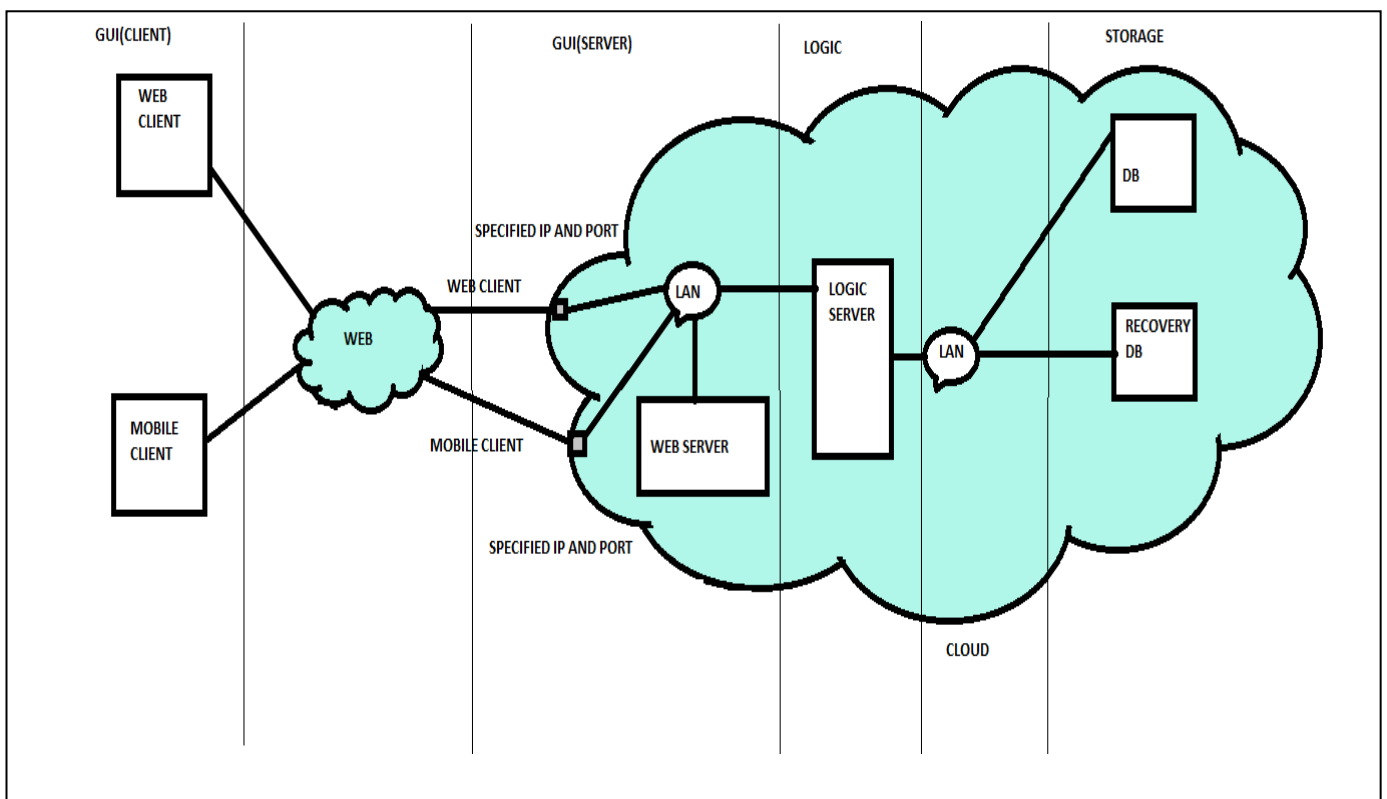 GUI(CLIENT)
GUI(SERVER)
LOGIC
STORAGE
WEB
CLIENT
DB
SPECIFIED IP AND PORT
WEB CLIENT
LAN
LOGIC
SERVER
WEB
RECOVERY
DB
LAN
MOBILE
CLIENT
MOBILE CLIENT
WEB SERVER
SPECIFIED IP AND PORT
CLOUD